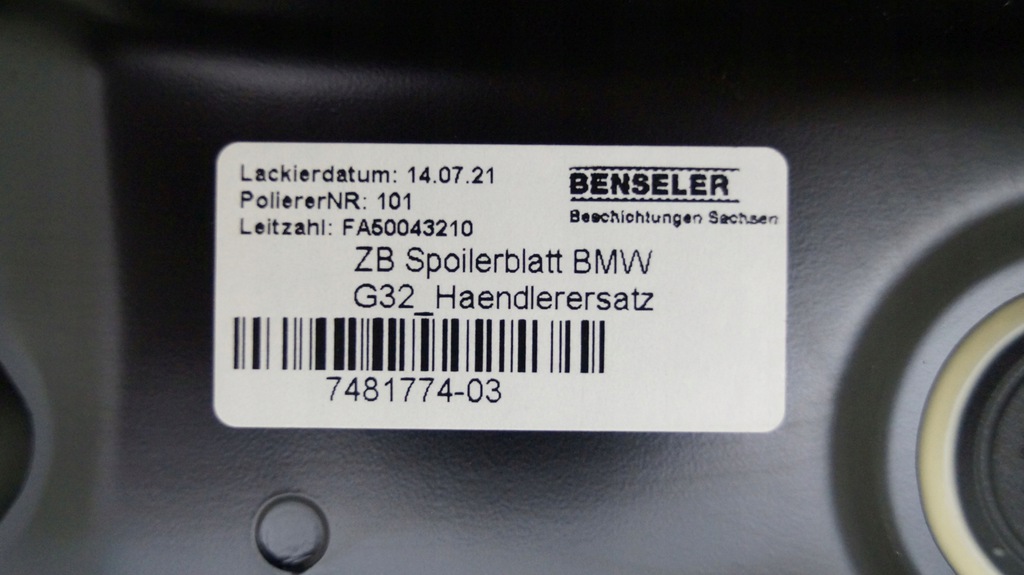 Lackierdatum: 14.07.21
PoliererNR: 101
Leitzahl: FA50043210
BENSELER
Beschichtungen Sachsen
ZB Spoilerblatt BMW
G32_Haendlerersatz
7481774-03